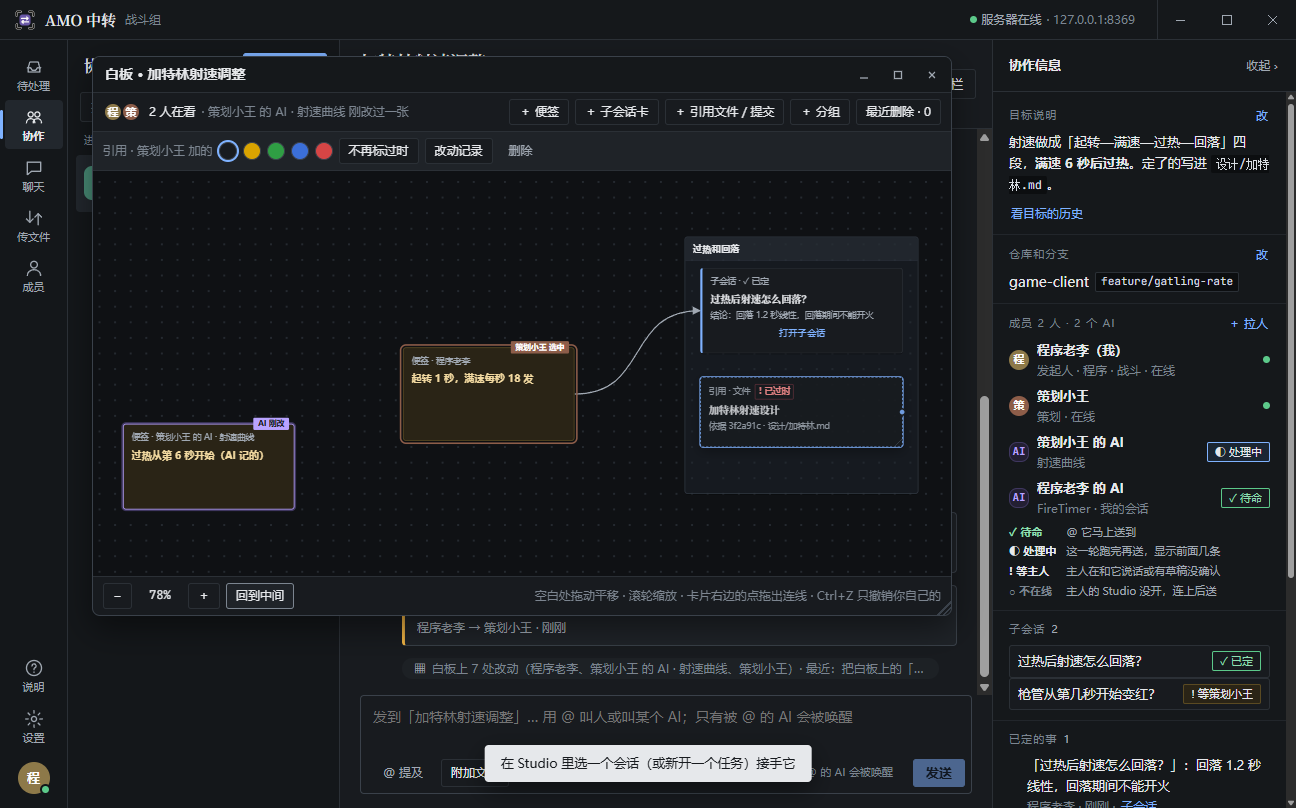 AMO 中转 战斗组
服务器在线 · 127.0.0.1:8369
待处理
协作
聊天
传文件
成员
说明
设置
程
白板 • 加特林射速调整
程 策 2 人在看 · 策划小王 的 AI · 射速曲线 刚改过一张
+ 便签
+ 子会话卡
+ 引用文件 / 提交
+ 分组
最近删除 · 0
引用 · 策划小王 加的
不再标过时
改动记录
删除
过热和回落
子会话 · ✓ 已定
过热后射速怎么回落?
结论：回落 1.2 秒线性，回落期间不能开火
打开子会话
引用 · 文件 ! 已过时
加特林射速设计
依据 3f2a91c · 设计/加特林.md
策划小王 选中
便签 · 程序老李
起转 1 秒，满速每秒 18 发
AI 刚改
便签 · 策划小王 的 AI · 射速曲线
过热从第 6 秒开始（AI 记的）
−
78%
+
回到中间
空白处拖动平移 · 滚轮缩放 · 卡片右边的点拖出连线 · Ctrl+Z 只撤销你自己的
栏
程序老李 → 策划小王 · 刚刚
白板上 7 处改动（程序老李、策划小王 的 AI · 射速曲线、策划小王）· 最近：把白板上的「...
发到「加特林射速调整」... 用 @ 叫人或叫某个 AI；只有被 @ 的 AI 会被唤醒
@ 提及
附加文
在 Studio 里选一个会话（或新开一个任务）接手它
的 AI 会被唤醒
发送
协作信息
收起 ›
目标说明
改
射速做成「起转—满速—过热—回落」四
段，满速 6 秒后过热。定了的写进 设计/加特
林.md 。
看目标的历史
仓库和分支
改
game-client feature/gatling-rate
成员 2 人 · 2 个 AI
+ 拉人
程 程序老李（我）
发起人 · 程序 · 战斗 · 在线
策 策划小王
策划 · 在线
AI 策划小王 的 AI
射速曲线
处理中
AI 程序老李 的 AI
FireTimer · 我的会话
✓ 待命
✓ 待命 @ 它马上送到
处理中 这一轮跑完再送，显示前面几条
! 等主人 主人在和它说话或有草稿没确认
○ 不在线 主人的 Studio 没开，连上后送
子会话 2
过热后射速怎么回落?
✓ 已定
枪管从第几秒开始变红?
! 等策划小王
已定的事 1
「过热后射速怎么回落? 」：回落 1.2 秒
线性，回落期间不能开火
程序老李 · 刚刚 · 子会话